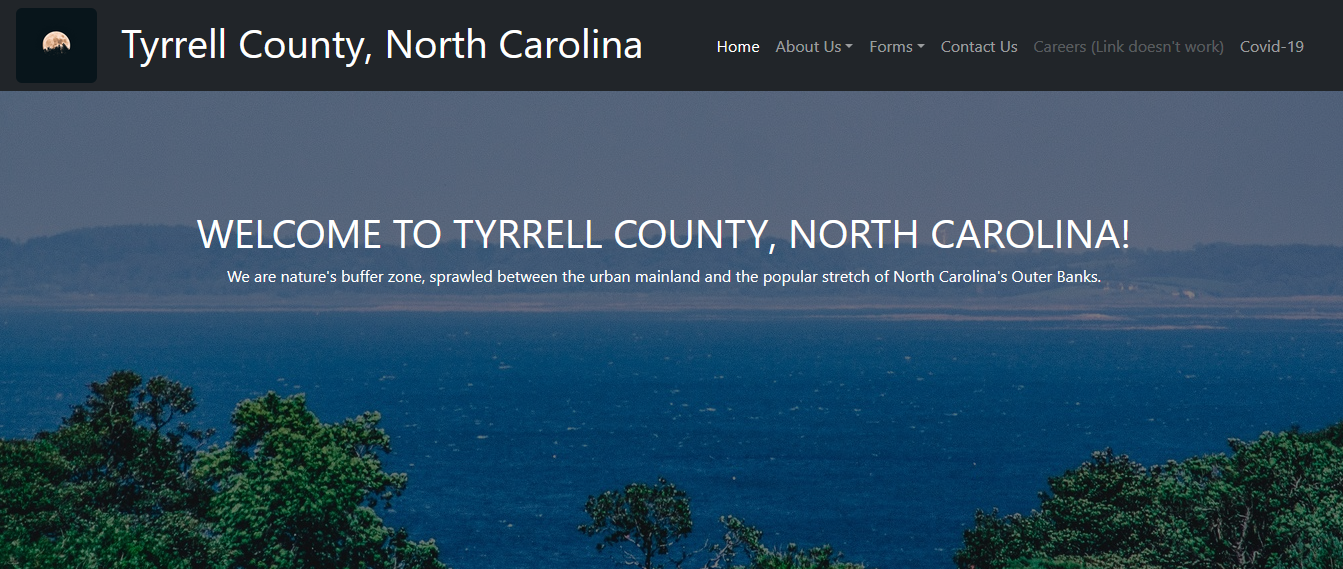 Tyrrell County, North Carolina
Home About Us Forms Contact Us Careers (Link doesn't work) Covid-19
WELCOME TO TYRRELL COUNTY, NORTH CAROLINA!
We are nature's buffer zone, sprawled between the urban mainland and the popular stretch of North Carolina's Outer Banks.